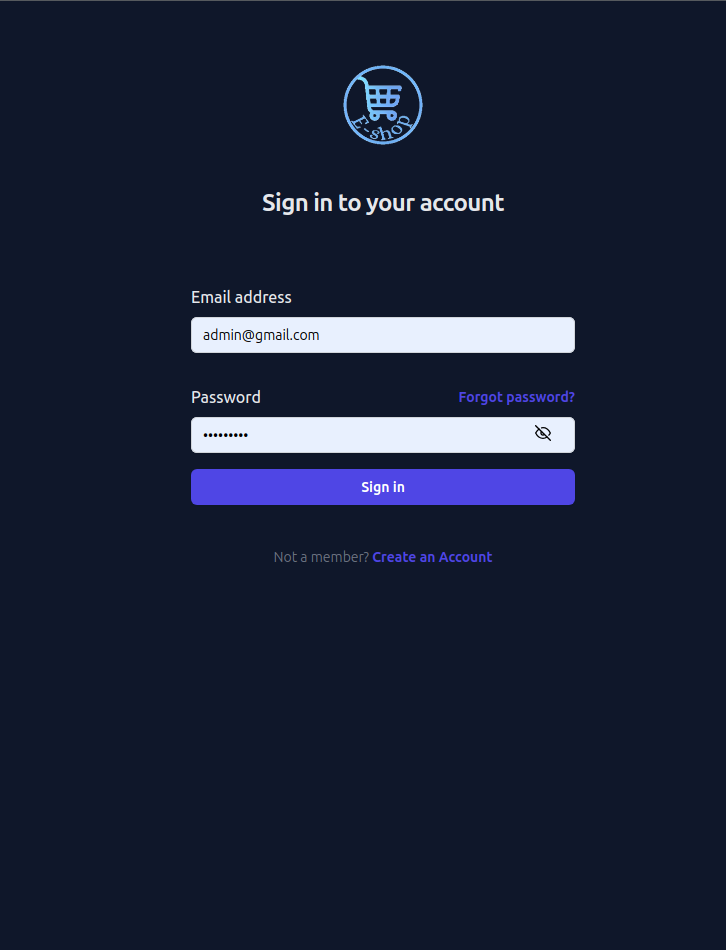 E-shop
Sign in to your account
Email address
admin@gmail.com
Password Forgot password?
•••••••••
Sign in
Not a member? Create an Account